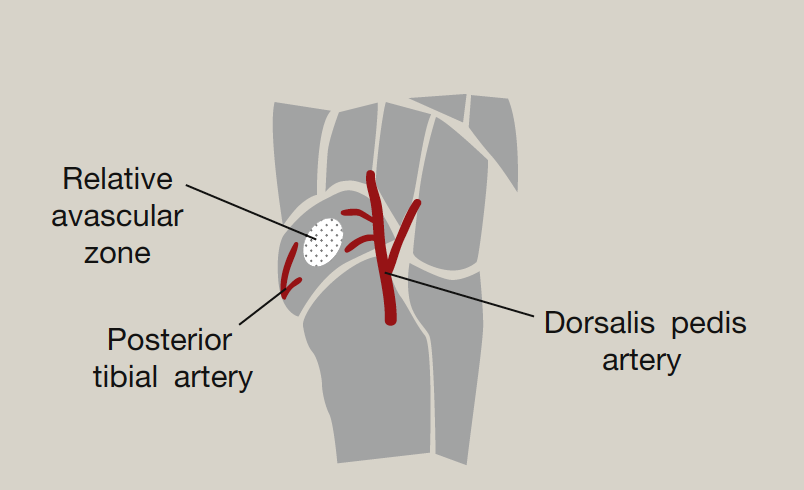 Relative
avascular
zone
Posterior
tibial artery
Dorsalis pedis
artery